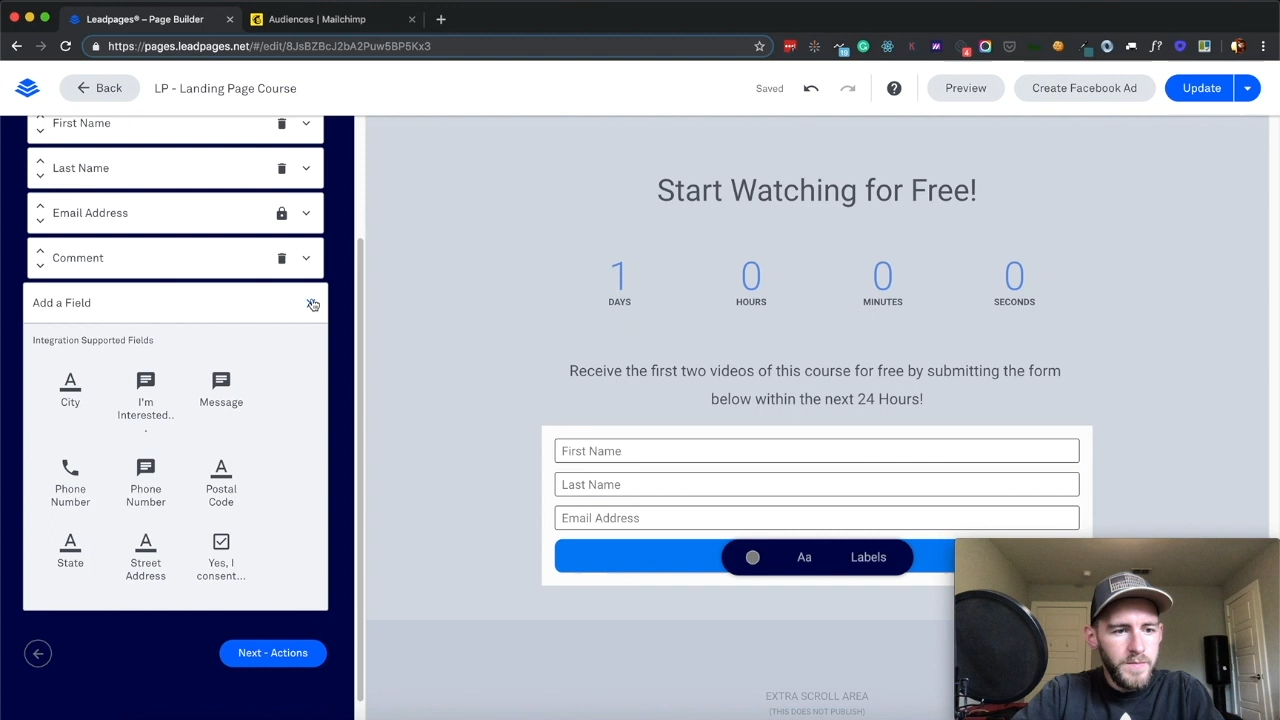 Leadpages® – Page Builder
Audiences | Mailchimp
https://pages.leadpages.net/#/edit/8JsBZBcJ2bA2Puw5BP5Kx3
19
4
f?
Back
LP - Landing Page Course
Saved
Preview
Create Facebook Ad
Update
First Name
Last Name
Email Address
Comment
Add a Field
Integration Supported Fields
City
I'm
Interested..
.
Message
Phone
Number
Phone
Number
Postal
Code
State
Street
Address
Yes, I
consent...
Next - Actions
Start Watching for Free!
1
0
0
0
DAYS
HOURS
MINUTES
SECONDS
Receive the first two videos of this course for free by submitting the form
below within the next 24 Hours!
First Name
Last Name
Email Address
Aa
Labels
EXTRA SCROLL AREA
(THIS DOES NOT PUBLISH)